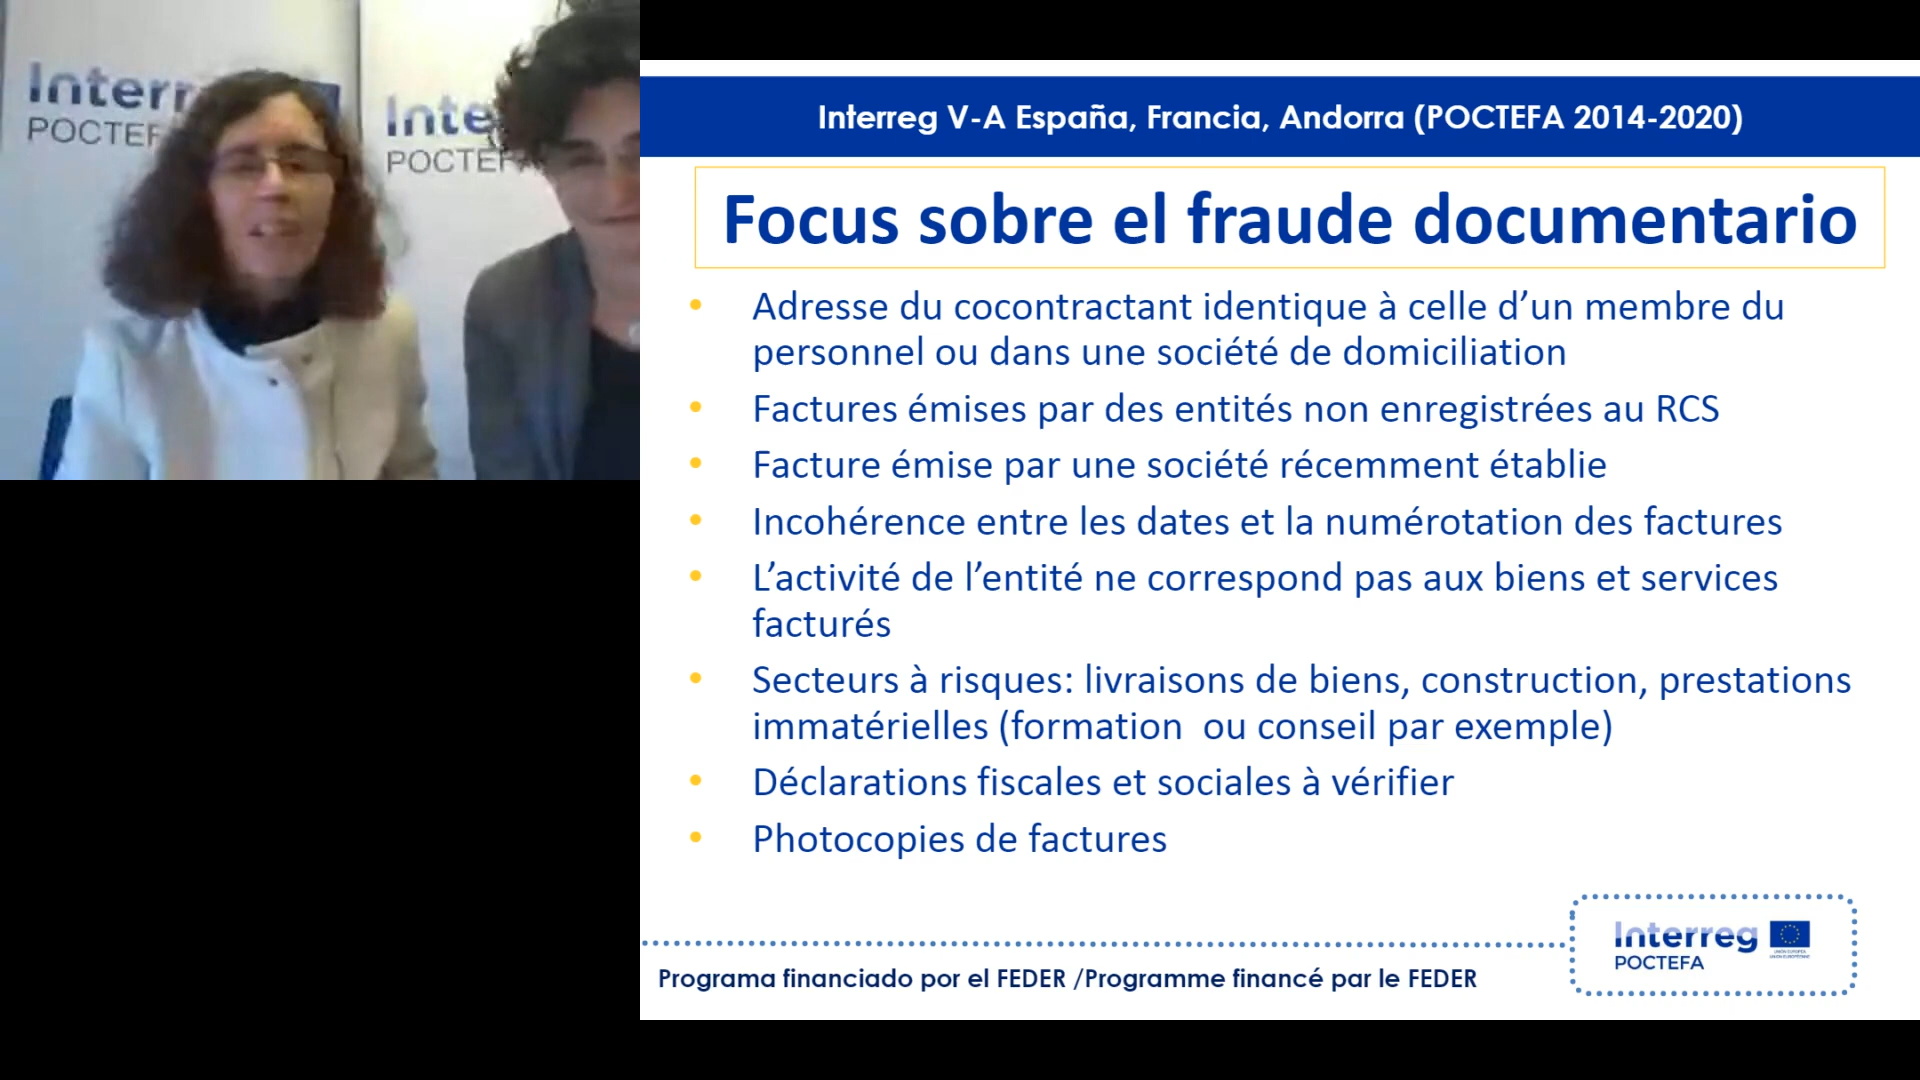 Interr
POCTEF
Inte
POCTEF
Interreg V-A España, Francia, Andorra (POCTEFA 2014-2020)
Focus sobre el fraude documentario
• Adresse du cocontractant identique à celle d’un membre du
personnel ou dans une société de domiciliation
• Factures émises par des entités non enregistrées au RCS
• Facture émise par une société récemment établie
• Incohérence entre les dates et la numérotation des factures
• L’activité de l’entité ne correspond pas aux biens et services
facturés
• Secteurs à risques: livraisons de biens, construction, prestations
immatérielles (formation  ou conseil par exemple)
• Déclarations fiscales et sociales à vérifier
• Photocopies de factures
Interreg
POCTEFA
Programa financiado por el FEDER /Programme financé par le FEDER